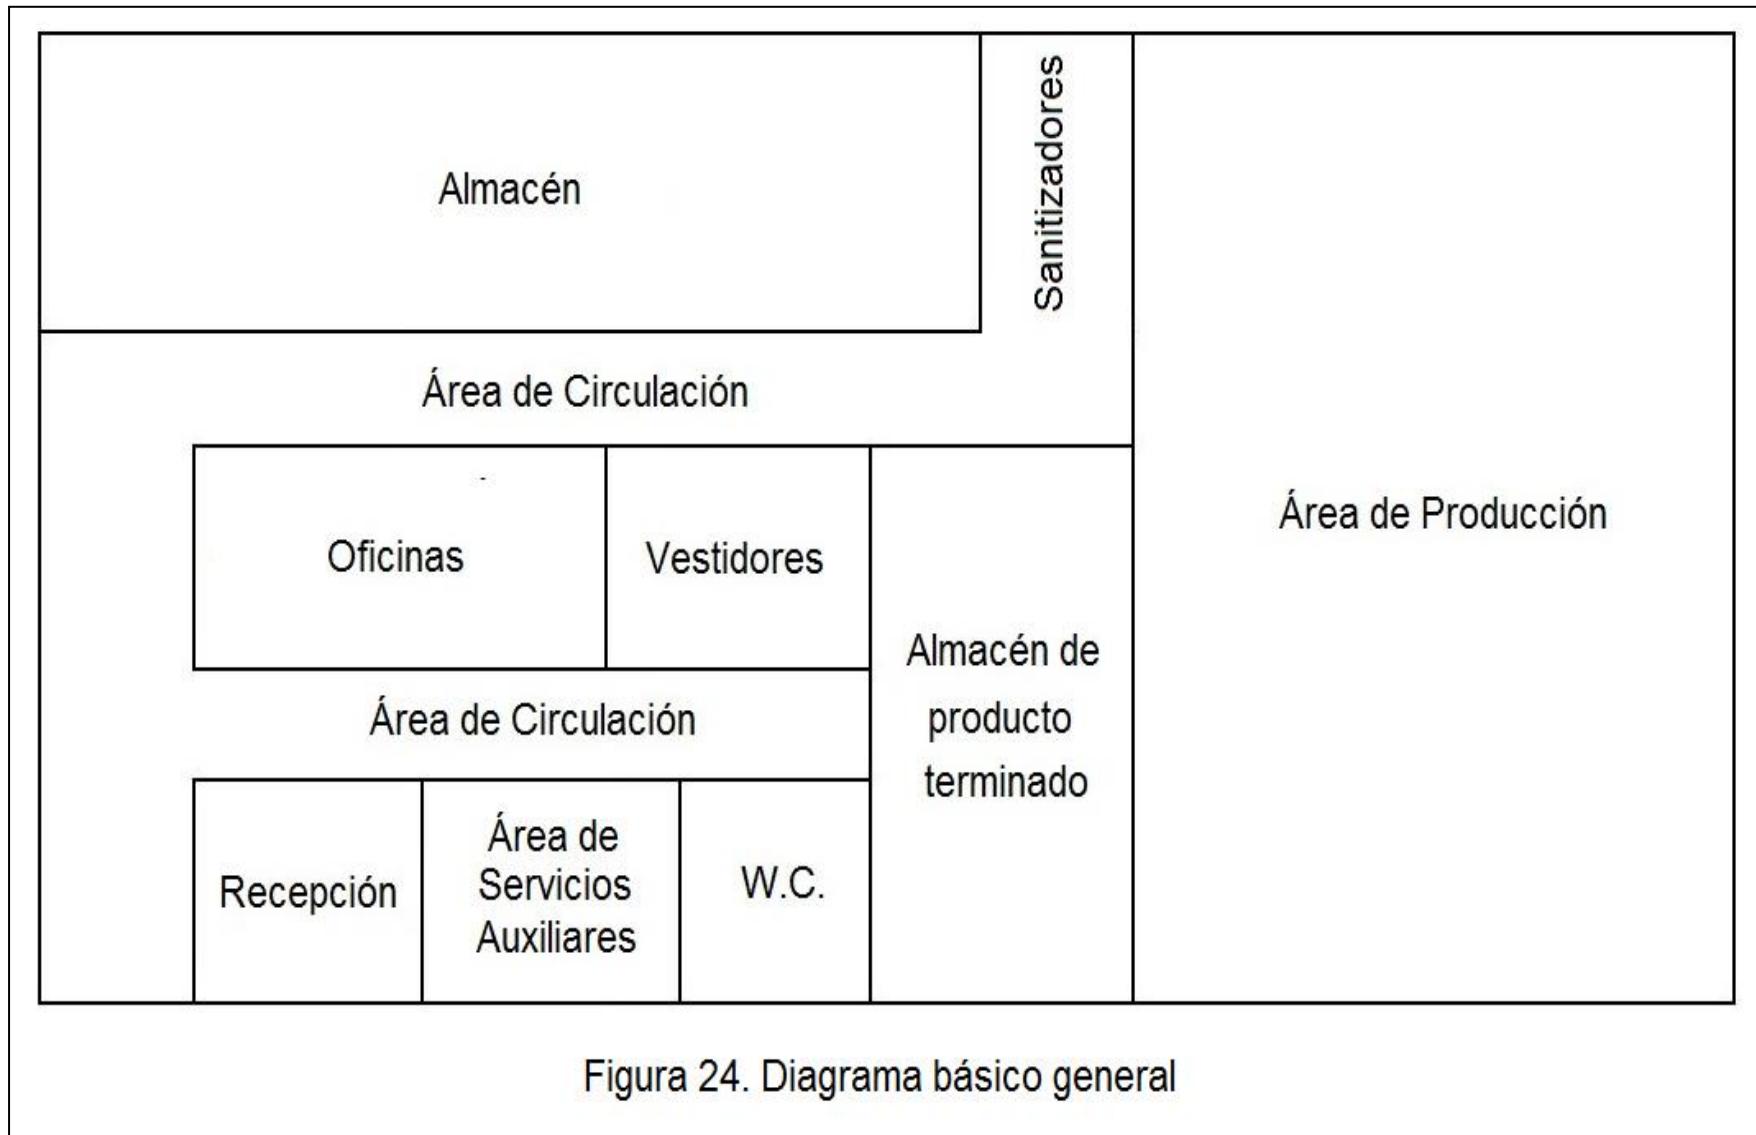 Almacén
Sanitizadores
Área de Circulación
Oficinas
Vestidores
Área de Producción
Almacén de
producto
terminado
Área de Circulación
Recepción
Área de
Servicios
Auxiliares
W.C.
Figura 24. Diagrama básico general